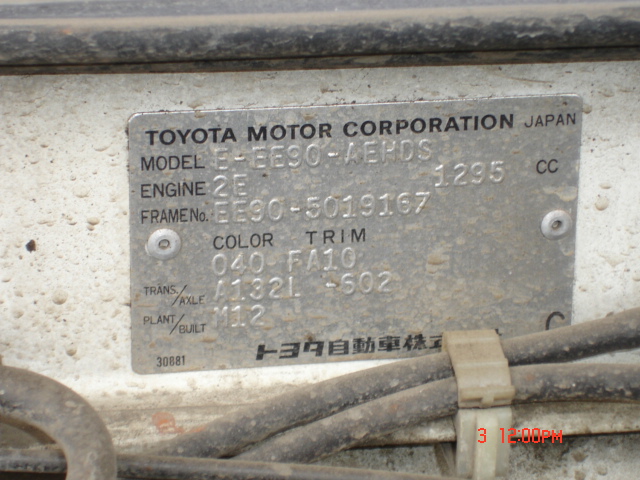 TOYOTA MOTOR CORPORATION JAPAN
MODEL E-EE90-AEHDS
ENGINE 2E 1295 CC
FRAME No. EE90-5019167
COLOR TRIM
040 FA10
TRANS./AXLE A132L -602
PLANT/BUILT M12
C
30881 トヨタ自動車株式
3 12:00PM